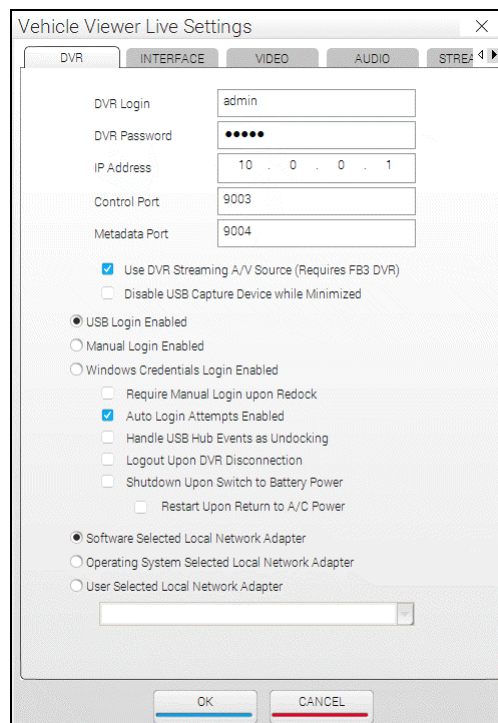 Vehicle Viewer Live Settings
DVR INTERFACE VIDEO AUDIO STREA
DVR Login admin
DVR Password •••••
IP Address 10 . 0 . 0 . 1
Control Port 9003
Metadata Port 9004
Use DVR Streaming A/V Source (Requires FB3 DVR)
Disable USB Capture Device while Minimized
USB Login Enabled
Manual Login Enabled
Windows Credentials Login Enabled
Require Manual Login upon Redock
Auto Login Attempts Enabled
Handle USB Hub Events as Undocking
Logout Upon DVR Disconnection
Shutdown Upon Switch to Battery Power
Restart Upon Return to A/C Power
Software Selected Local Network Adapter
Operating System Selected Local Network Adapter
User Selected Local Network Adapter
OK CANCEL